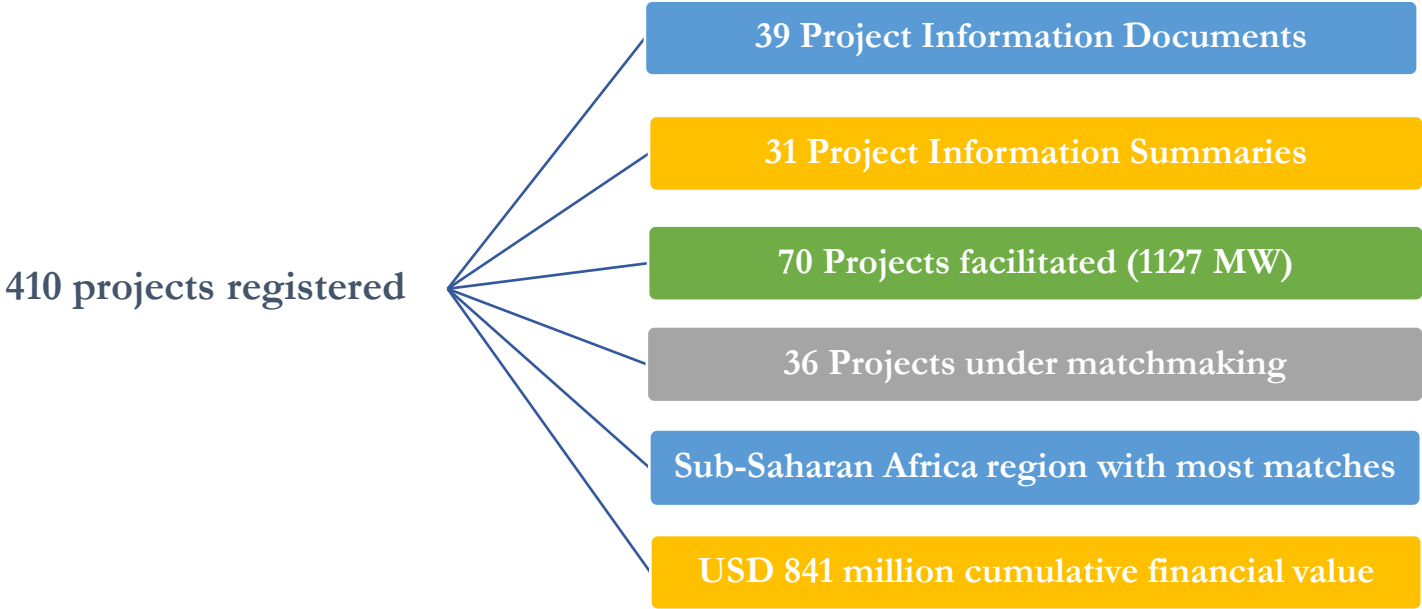 410 projects registered
39 Project Information Documents
31 Project Information Summaries
70 Projects facilitated (1127 MW)
36 Projects under matchmaking
Sub-Saharan Africa region with most matches
USD 841 million cumulative financial value